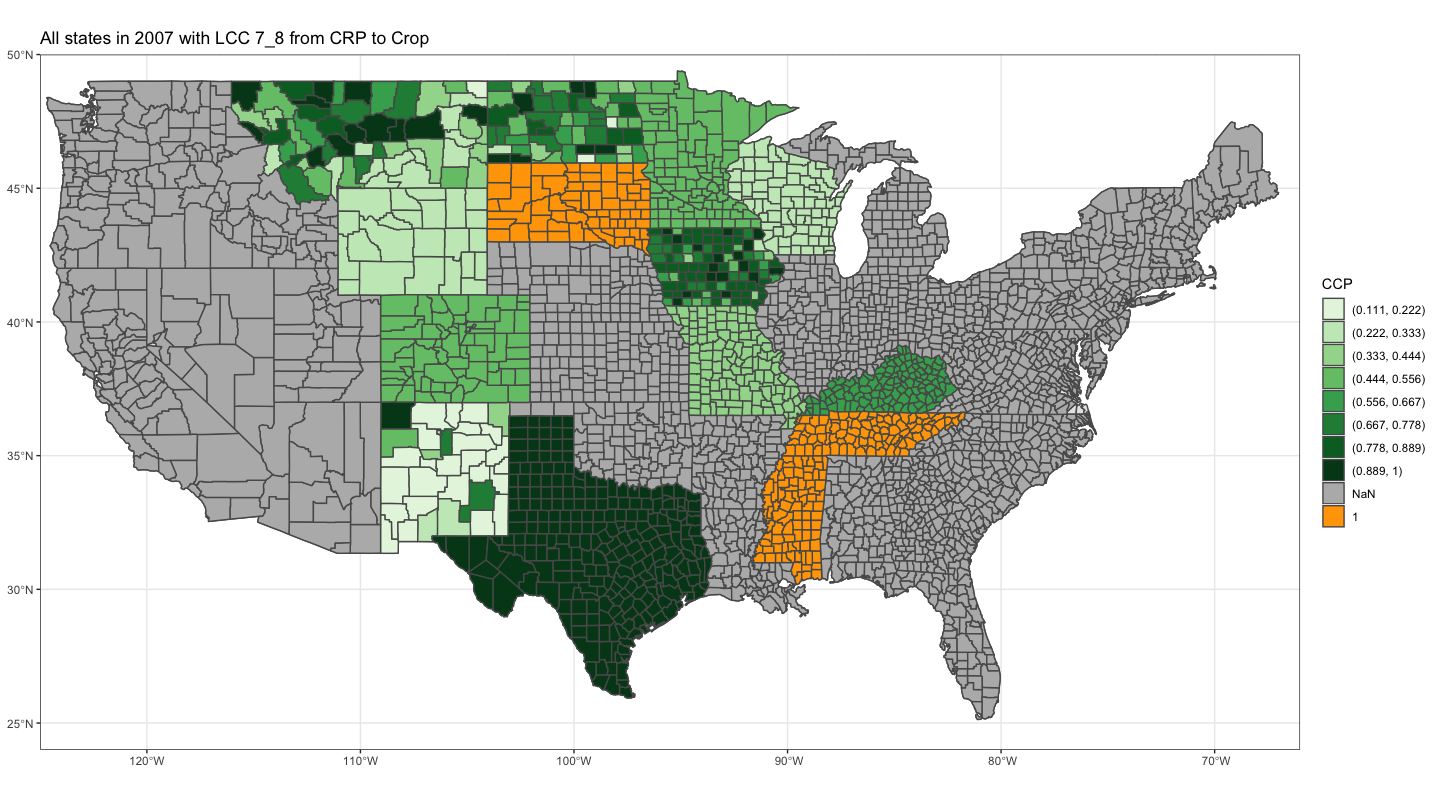 All states in 2007 with LCC 7_8 from CRP to Crop
50°N
45°N
40°N
35°N
30°N
25°N
120°W
110°W
100°W
90°W
80°W
70°W
CCP
(0.111, 0.222)
(0.222, 0.333)
(0.333, 0.444)
(0.444, 0.556)
(0.556, 0.667)
(0.667, 0.778)
(0.778, 0.889)
(0.889, 1)
NaN
1